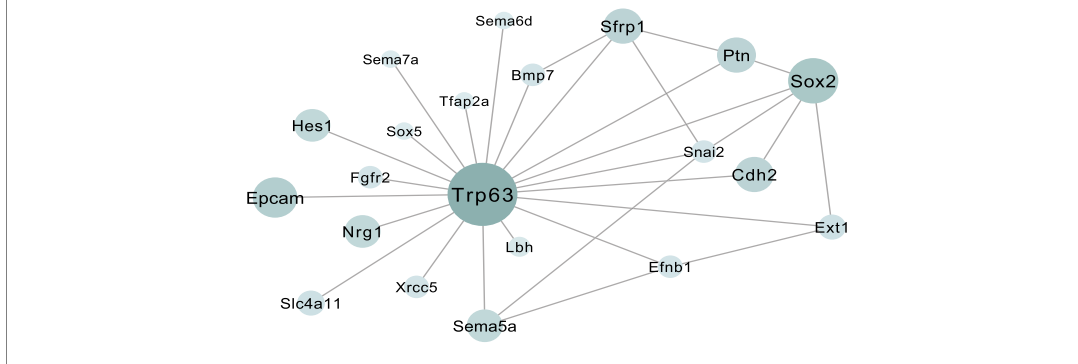 Sema6d
Sfrp1
Ptn
Sema7a
Bmp7
Sox2
Tfap2a
Hes1
Sox5
Snai2
Fgfr2
Cdh2
Epcam
Trp63
Nrg1
Ext1
Lbh
Efnb1
Xrcc5
Slc4a11
Sema5a